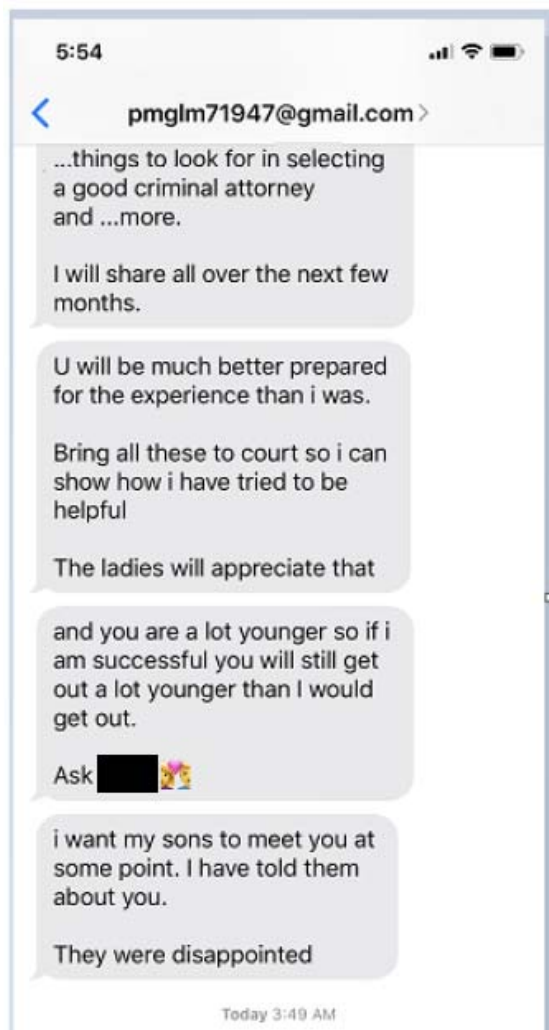 5:54
pmglm71947@gmail.com
...things to look for in selecting
a good criminal attorney
and ...more.
I will share all over the next few
months.
U will be much better prepared
for the experience than i was.
Bring all these to court so i can
show how i have tried to be
helpful
The ladies will appreciate that
and you are a lot younger so if i
am successful you will still get
out a lot younger than I would
get out.
Ask
i want my sons to meet you at
some point. I have told them
about you.
They were disappointed
Today 3:49 AM